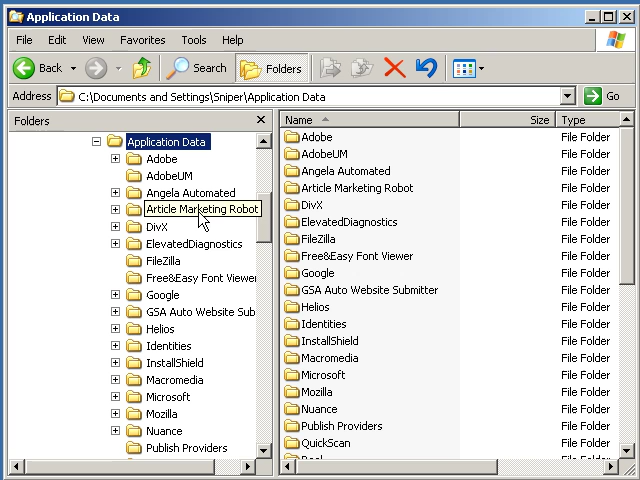 Application Data
File Edit View Favorites Tools Help
Back Search Folders
Address C:\Documents and Settings\Sniper\Application Data Go
Folders
Application Data
Adobe
AdobeUM
Angela Automated
Article Marketing Robot
DivX
ElevatedDiagnostics
FileZilla
Free&Easy Font Viewer
Google
GSA Auto Website Sub
Helios
Identities
InstallShield
Macromedia
Microsoft
Mozilla
Nuance
Publish Providers
Name Size Type
Adobe File Folder
AdobeUM File Folder
Angela Automated File Folder
Article Marketing Robot File Folder
DivX File Folder
ElevatedDiagnostics File Folder
FileZilla File Folder
Free&Easy Font Viewer File Folder
Google File Folder
GSA Auto Website Submitter File Folder
Helios File Folder
Identities File Folder
InstallShield File Folder
Macromedia File Folder
Microsoft File Folder
Mozilla File Folder
Nuance File Folder
Publish Providers File Folder
QuickScan File Folder
File Folder